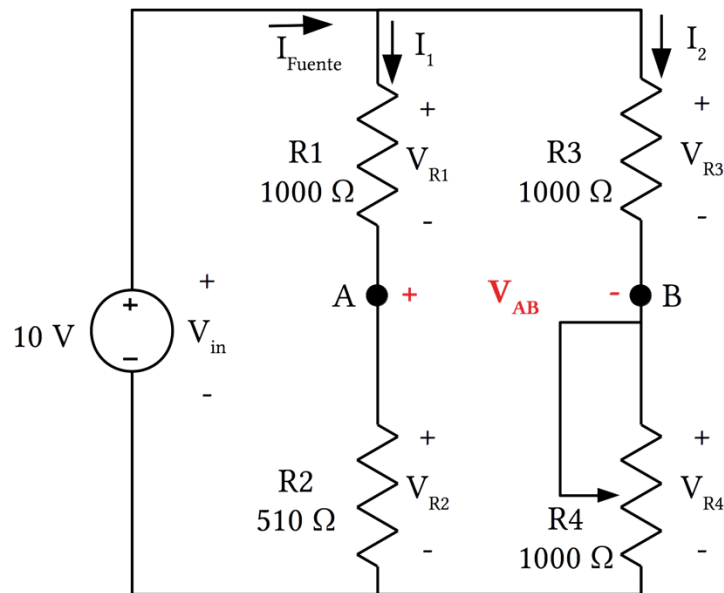 I_Fuente
I_1
I_2
+
+
R1
1000 Ω
V_R1
R3
1000 Ω
V_R3
-
-
A
+
V_AB
-
B
10 V
+
-
+
V_in
-
+
+
R2
510 Ω
V_R2
R4
1000 Ω
V_R4
-
-